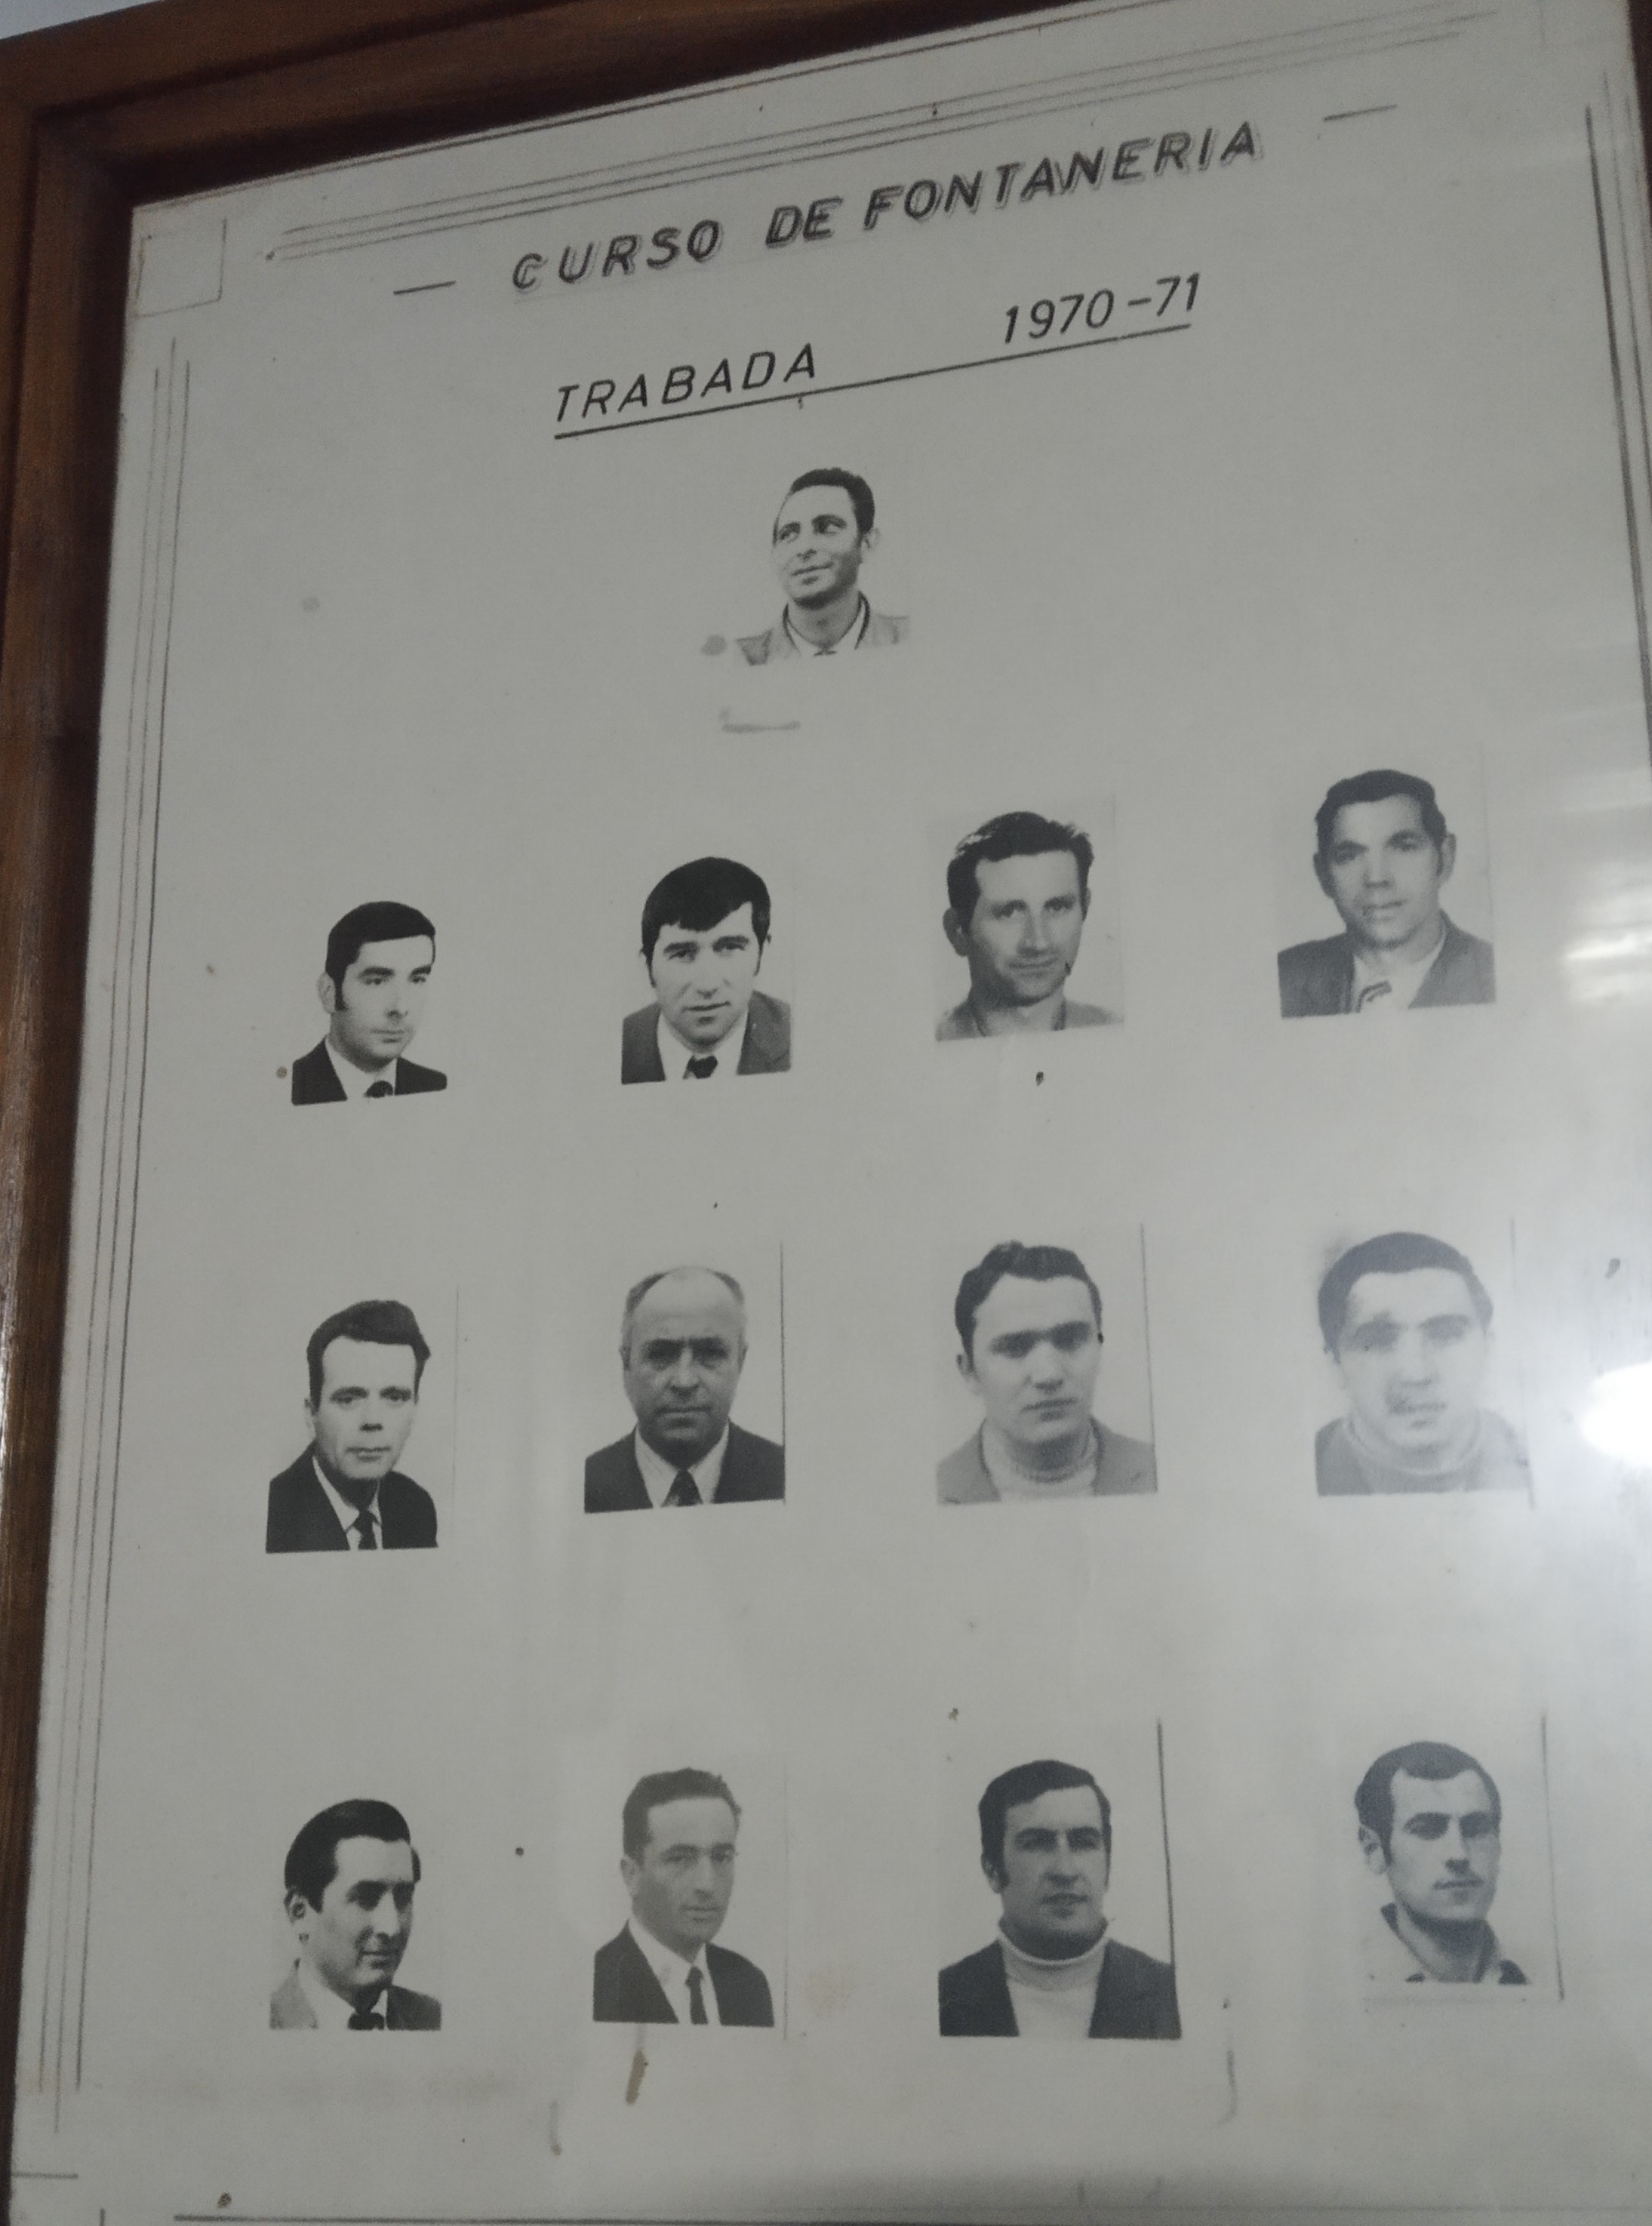 — CURSO DE FONTANERIA —
TRABADA 1970-71